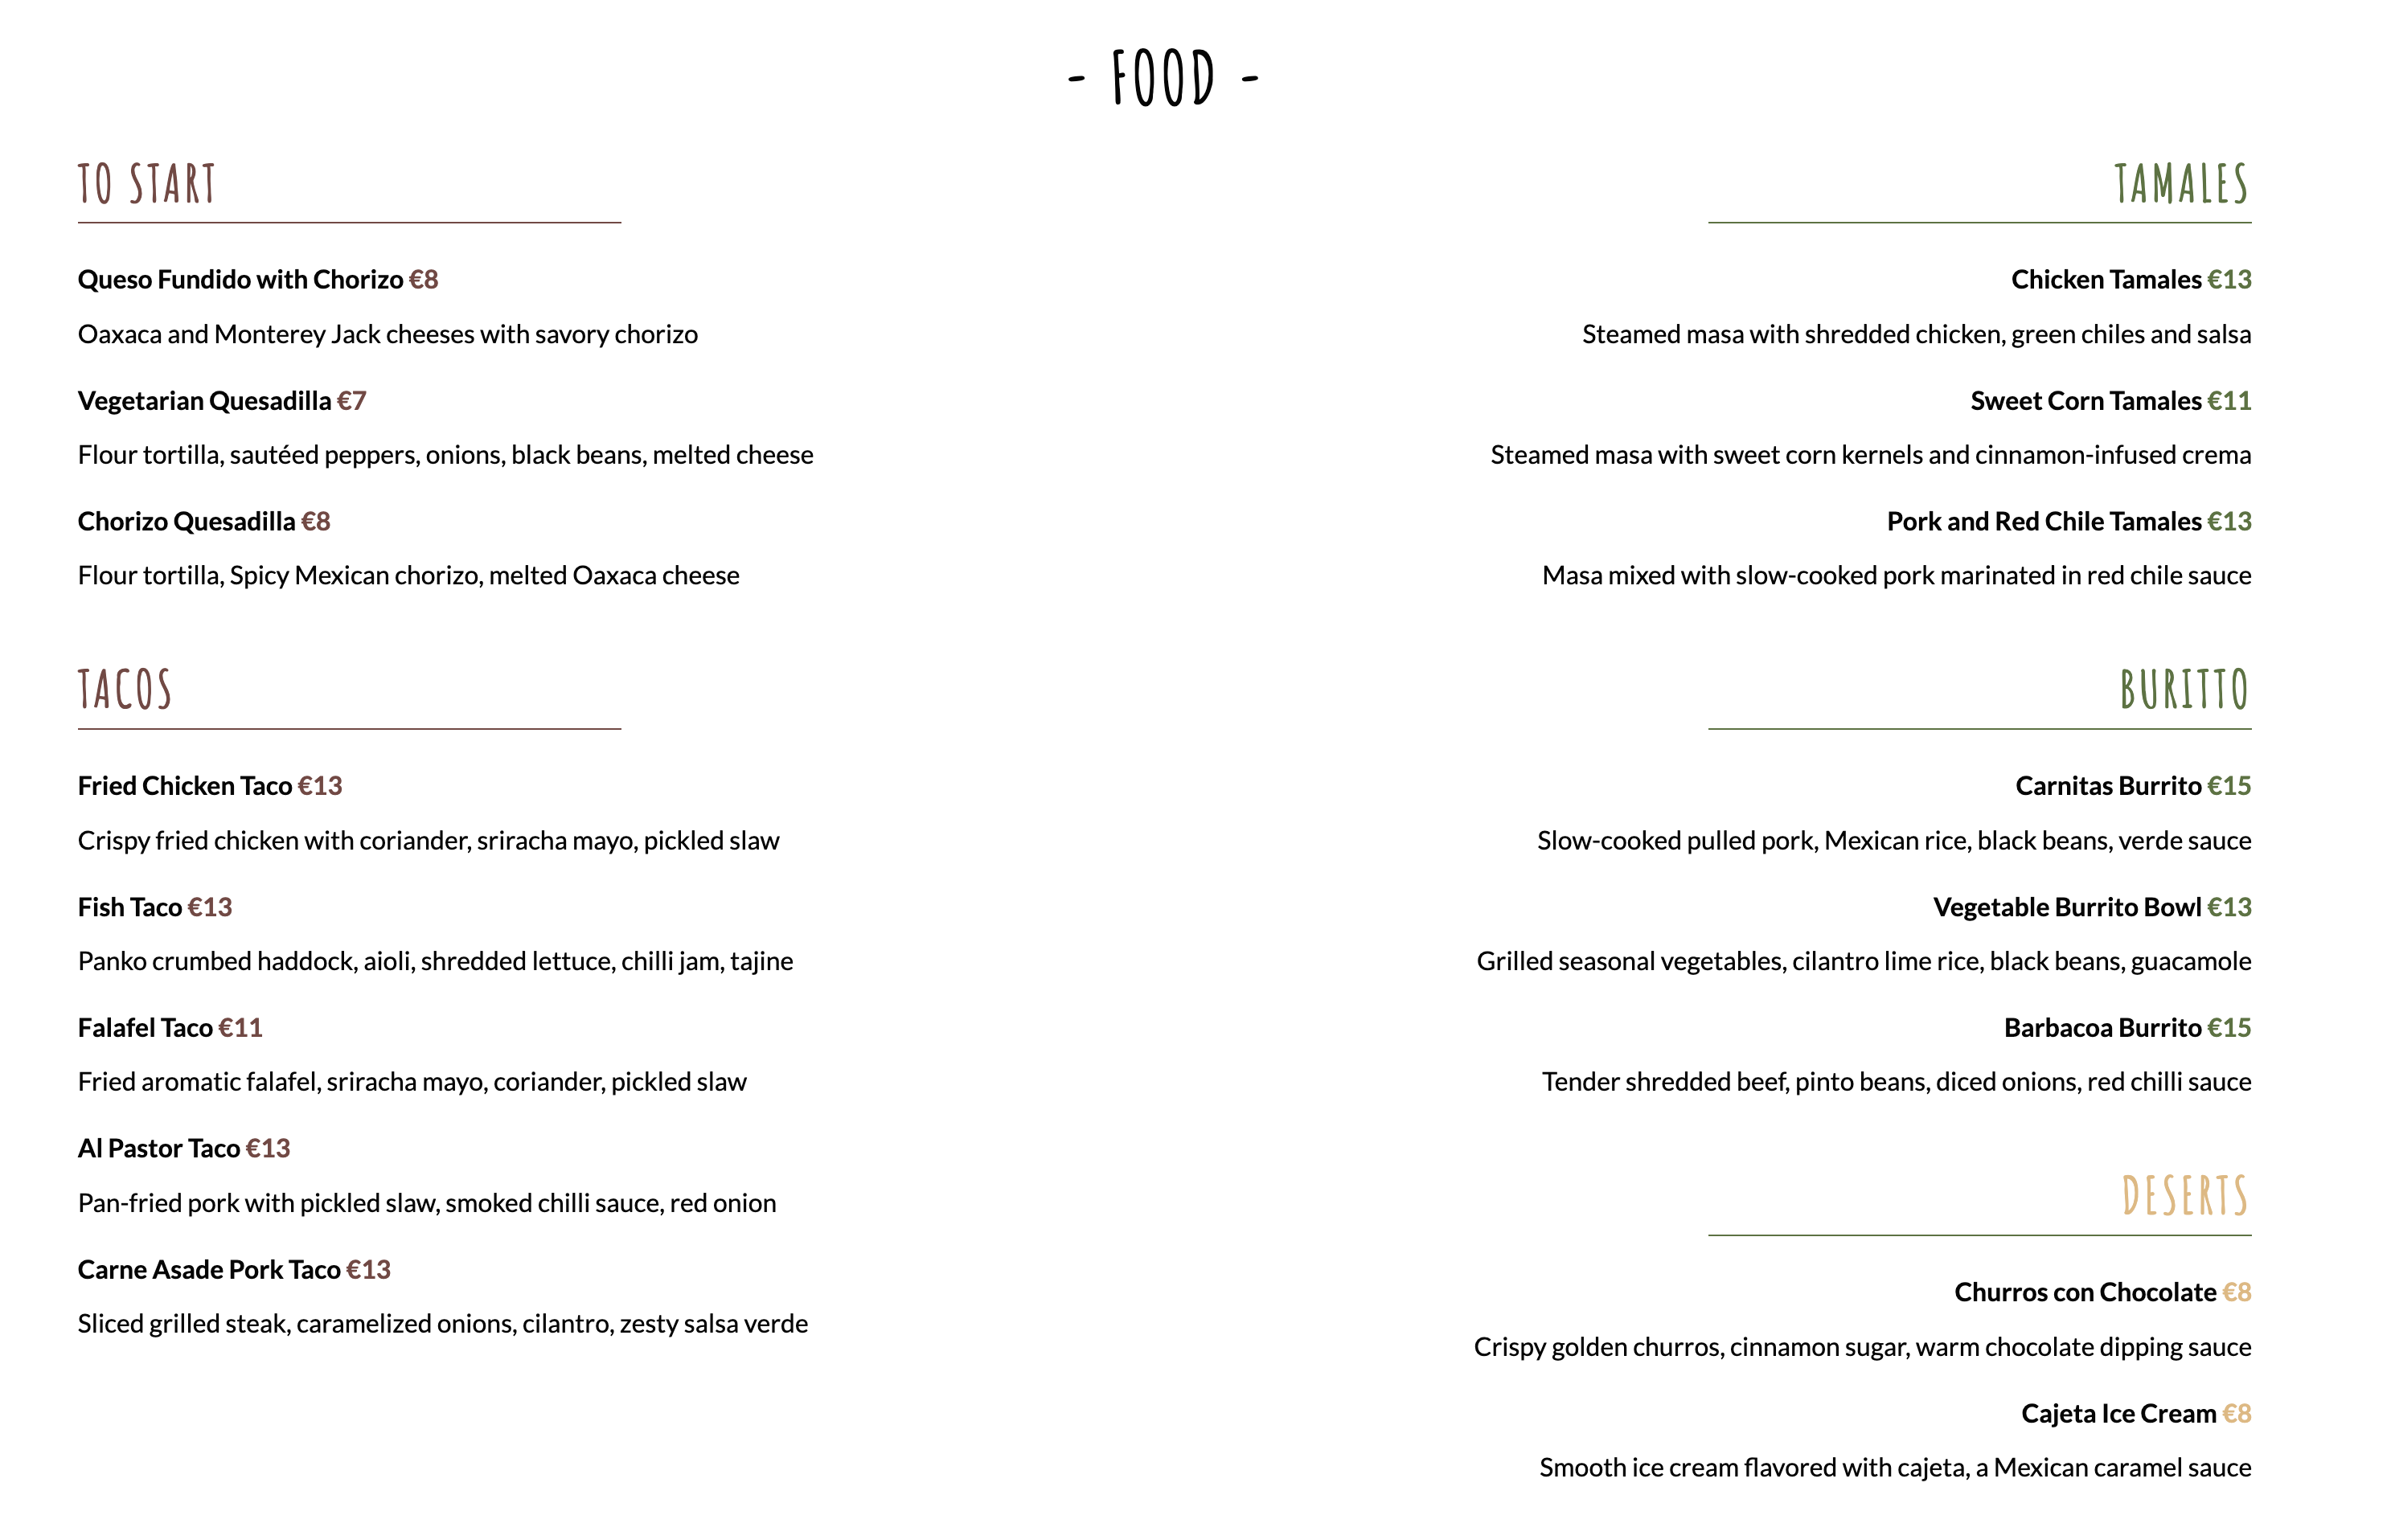 - FOOD -
TO START
Queso Fundido with Chorizo €8
Oaxaca and Monterey Jack cheeses with savory chorizo
Vegetarian Quesadilla €7
Flour tortilla, sautéed peppers, onions, black beans, melted cheese
Chorizo Quesadilla €8
Flour tortilla, Spicy Mexican chorizo, melted Oaxaca cheese
TACOS
Fried Chicken Taco €13
Crispy fried chicken with coriander, sriracha mayo, pickled slaw
Fish Taco €13
Panko crumbed haddock, aioli, shredded lettuce, chilli jam, tajine
Falafel Taco €11
Fried aromatic falafel, sriracha mayo, coriander, pickled slaw
Al Pastor Taco €13
Pan-fried pork with pickled slaw, smoked chilli sauce, red onion
Carne Asade Pork Taco €13
Sliced grilled steak, caramelized onions, cilantro, zesty salsa verde
TAMALES
Chicken Tamales €13
Steamed masa with shredded chicken, green chiles and salsa
Sweet Corn Tamales €11
Steamed masa with sweet corn kernels and cinnamon-infused crema
Pork and Red Chile Tamales €13
Masa mixed with slow-cooked pork marinated in red chile sauce
BURITTO
Carnitas Burrito €15
Slow-cooked pulled pork, Mexican rice, black beans, verde sauce
Vegetable Burrito Bowl €13
Grilled seasonal vegetables, cilantro lime rice, black beans, guacamole
Barbacoa Burrito €15
Tender shredded beef, pinto beans, diced onions, red chilli sauce
DESERTS
Churros con Chocolate €8
Crispy golden churros, cinnamon sugar, warm chocolate dipping sauce
Cajeta Ice Cream €8
Smooth ice cream flavored with cajeta, a Mexican caramel sauce